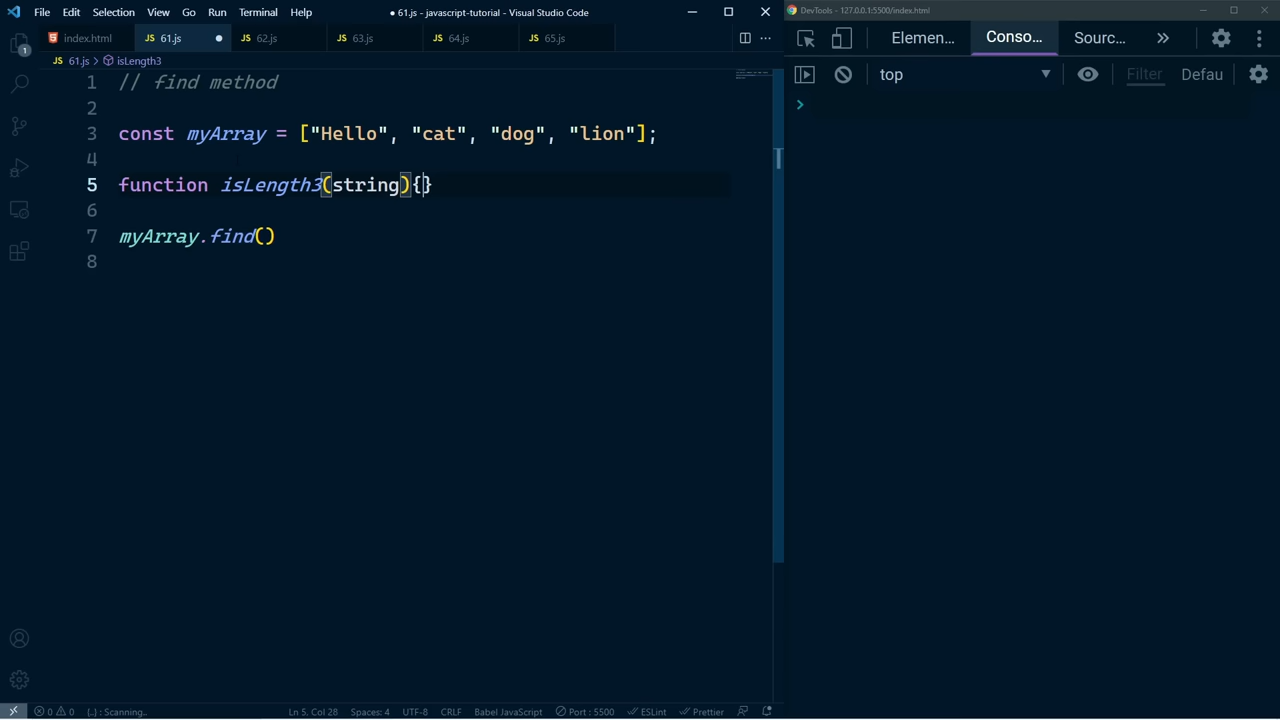 File Edit Selection View Go Run Terminal Help ● 61.js - javascript-tutorial - Visual Studio Code
DevTools - 127.0.0.1:5500/index.html
index.html JS 61.js JS 62.js JS 63.js JS 64.js JS 65.js
Elemen... Conso... Sourc...
JS 61.js > isLength3
top Filter Defau
1 // find method
2
3 const myArray = ["Hello", "cat", "dog", "lion"];
4
5 function isLength3(string){}
6
7 myArray.find()
8
1
0 0 {..} : Scanning.. Ln 5, Col 28 Spaces: 4 UTF-8 CRLF Babel JavaScript Port : 5500 ESLint Prettier